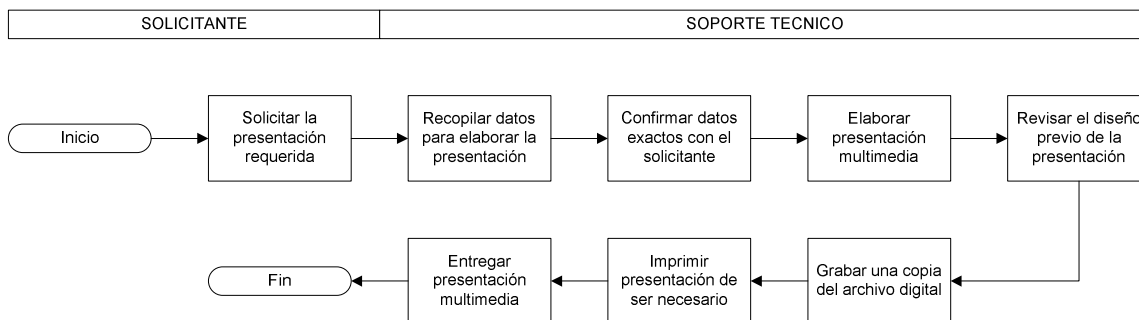 SOLICITANTE
SOPORTE TECNICO
Inicio
Solicitar la
presentación
requerida
Recopilar datos
para elaborar la
presentación
Confirmar datos
exactos con el
solicitante
Elaborar
presentación
multimedia
Revisar el diseño
previo de la
presentación
Fin
Entregar
presentación
multimedia
Imprimir
presentación de
ser necesario
Grabar una copia
del archivo digital